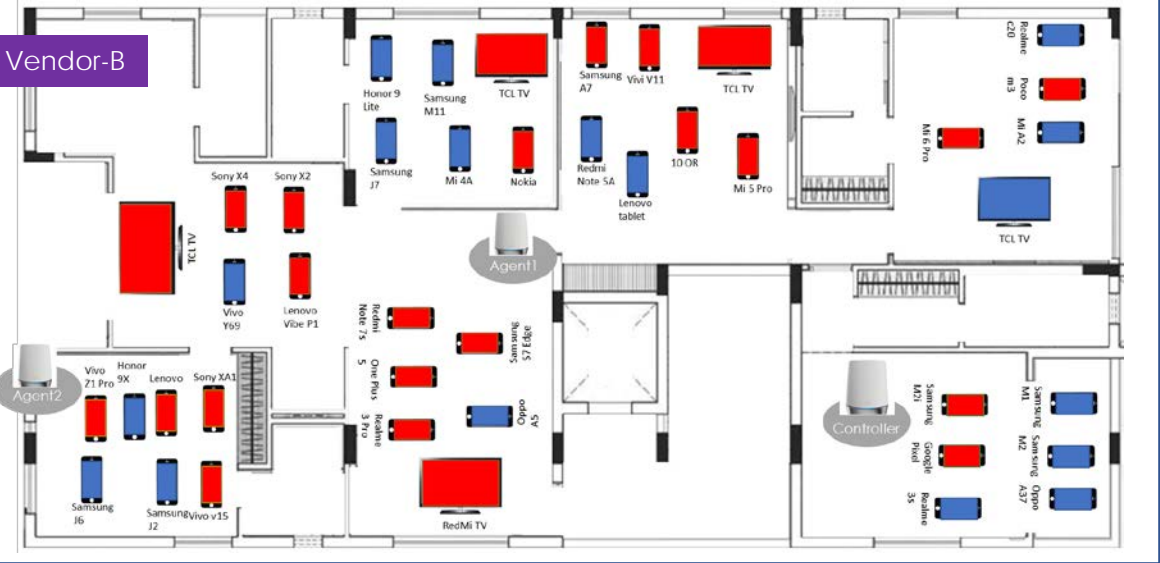 Vendor-B
Honor 9
Lite
Samsung
M11
TCL TV
Samsung
J7
Mi 4A
Nokia
Samsung
A7
Vivi V11
TCL TV
Redmi
Note 5A
Lenovo
tablet
10 OR
Mi 5 Pro
Realme
c20
Poco
m3
Mi A2
Mi 6 Pro
TCL TV
Sony X4
Sony X2
TCL TV
Vivo
Y69
Lenovo
Vibe P1
Agent1
Redmi
Note 7s
Samsung
S7 Edge
One Plus
5
Oppo
A5
Realme
3 Pro
RedMi TV
Agent2
Vivo
Z1 Pro
Honor
9X
Lenovo
Sony XA1
Samsung
J6
Samsung
J2
Vivo v15
Controller
Samsung
M2i
Google
Pixel
Realme
3s
Samsung
M1
Samsung
M2
Oppo
A37